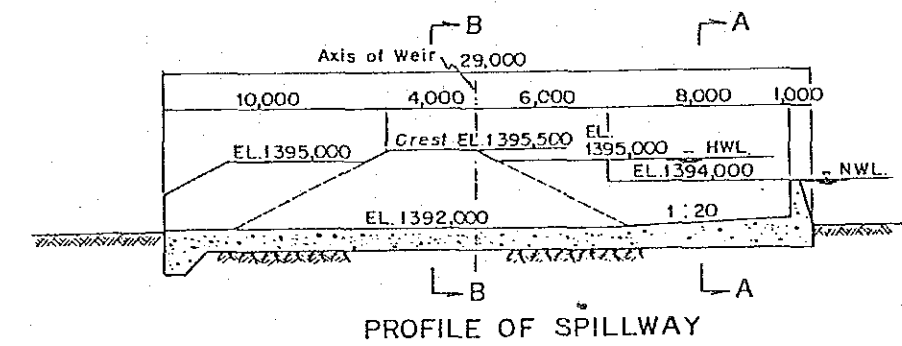 B A
Axis of Weir 29,000
10,000 4,000 6,000 8,000 1,000
EL.1395,000 Crest EL.1395,500 EL. 1395,000 HWL.
EL.1394,000 NWL.
EL.1392,000 1 : 20
B A
PROFILE OF SPILLWAY